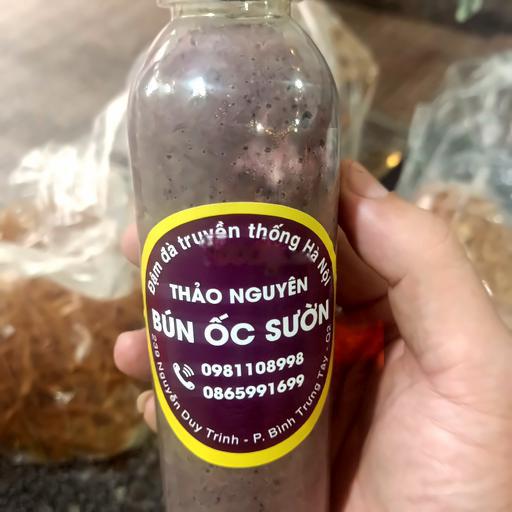 Đậm đà truyền thống Hà Nội
THẢO NGUYÊN
BÚN ỐC SƯỜN
0981108998
0865991699
239 Nguyễn Duy Trinh - P. Bình Trưng Tây - Q2